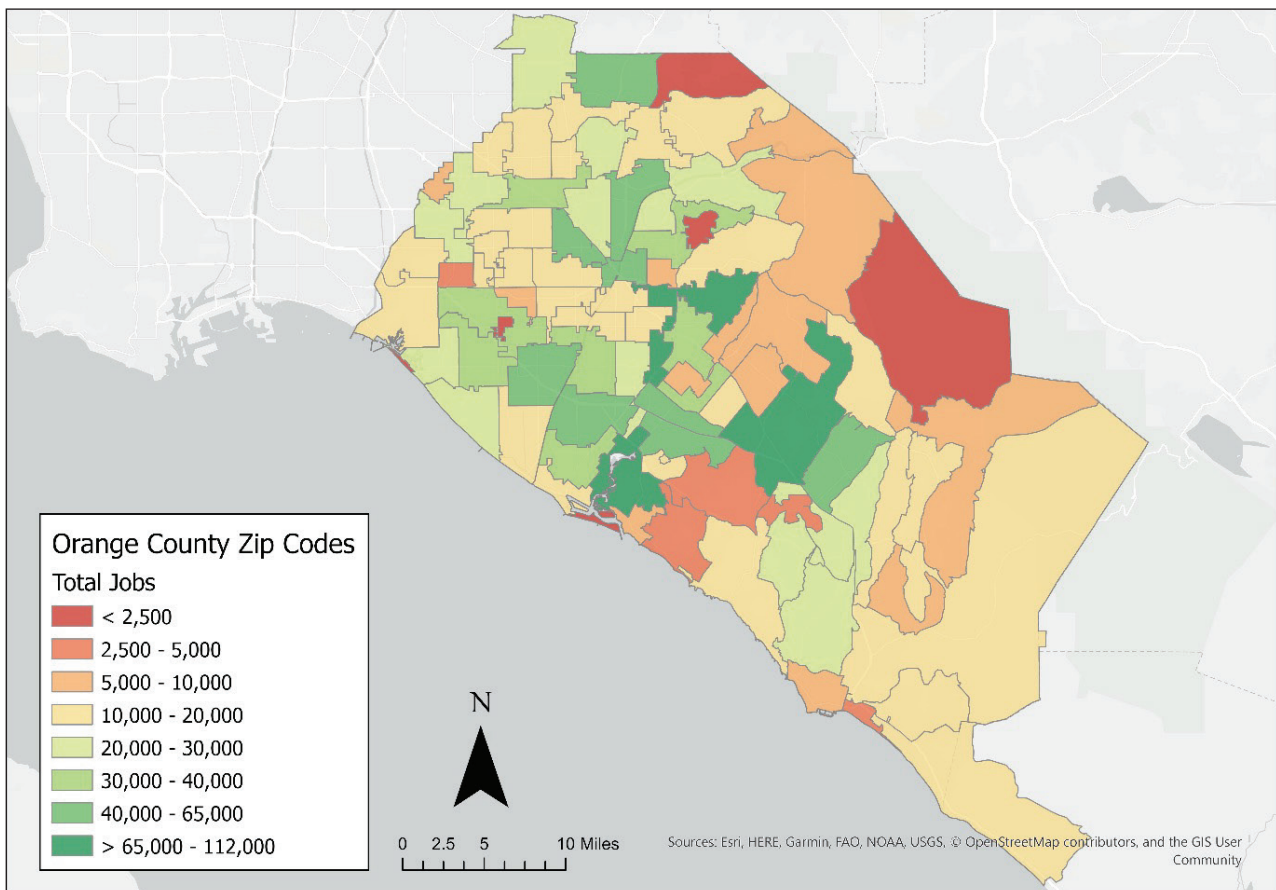 Orange County Zip Codes
Total Jobs
< 2,500
2,500 - 5,000
5,000 - 10,000
10,000 - 20,000
20,000 - 30,000
30,000 - 40,000
40,000 - 65,000
> 65,000 - 112,000
N
0 2.5 5 10 Miles
Sources: Esri, HERE, Garmin, FAO, NOAA, USGS, © OpenStreetMap contributors, and the GIS User
Community